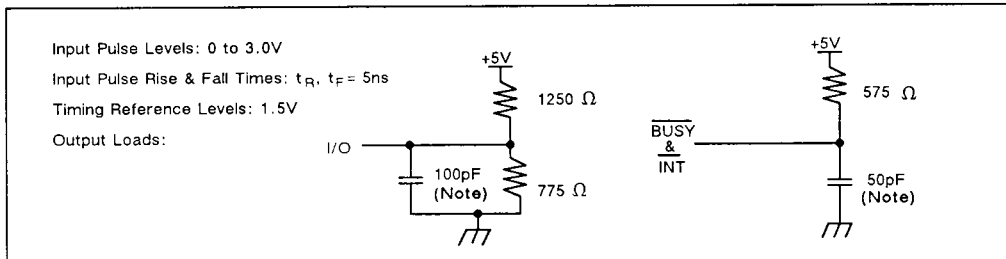 Input Pulse Levels: 0 to 3.0V
Input Pulse Rise & Fall Times: tR, tF = 5ns
Timing Reference Levels: 1.5V
Output Loads:
+5V
1250 Ω
I/O
100pF
(Note)
775 Ω
+5V
575 Ω
BUSY
&
INT
50pF
(Note)